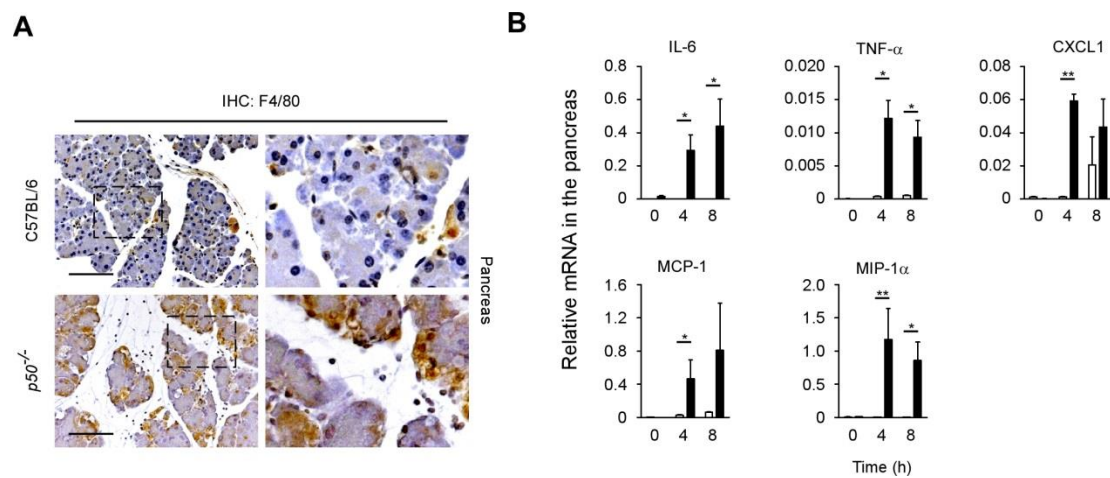 A
IHC: F4/80
C57BL/6
p50-/-
Pancreas
B
Relative mRNA in the pancreas
IL-6
0.8
0.6
0.4
0.2
0
0 4 8
*
*
TNF-α
0.020
0.015
0.010
0.005
0.000
0 4 8
*
*
CXCL1
0.08
0.06
0.04
0.02
0
0 4 8
**
MCP-1
1.6
1.2
0.8
0.4
0
0 4 8
*
MIP-1α
2.0
1.5
1.0
0.5
0.0
0 4 8
**
*
Time (h)